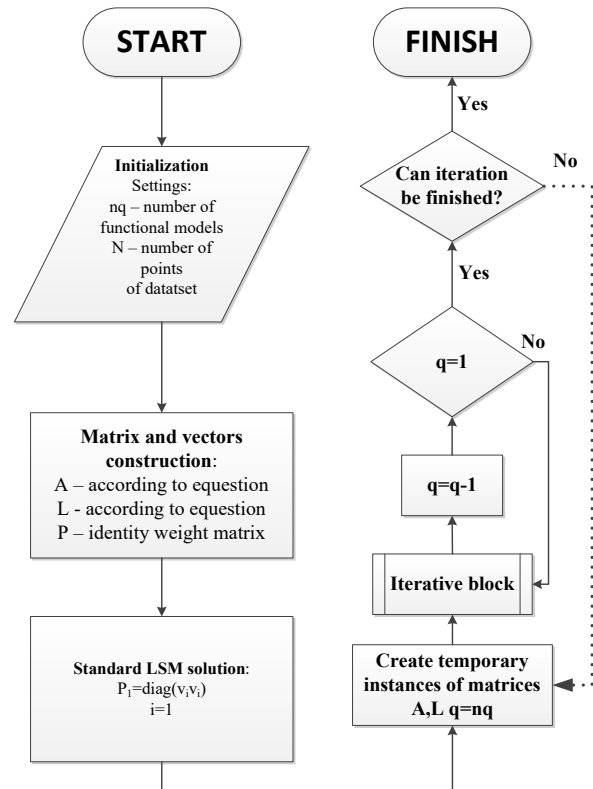 START
Initialization
Settings:
nq – number of
functional models
N – number of
points
of datatset
Matrix and vectors
construction:
A – according to equestion
L - according to equestion
P – identity weight matrix
Standard LSM solution:
P₁=diag(vᵢvᵢ)
i=1
FINISH
Yes
No
Can iteration
be finished?
Yes
No
q=1
q=q-1
Iterative block
Create temporary
instances of matrices
A,L q=nq